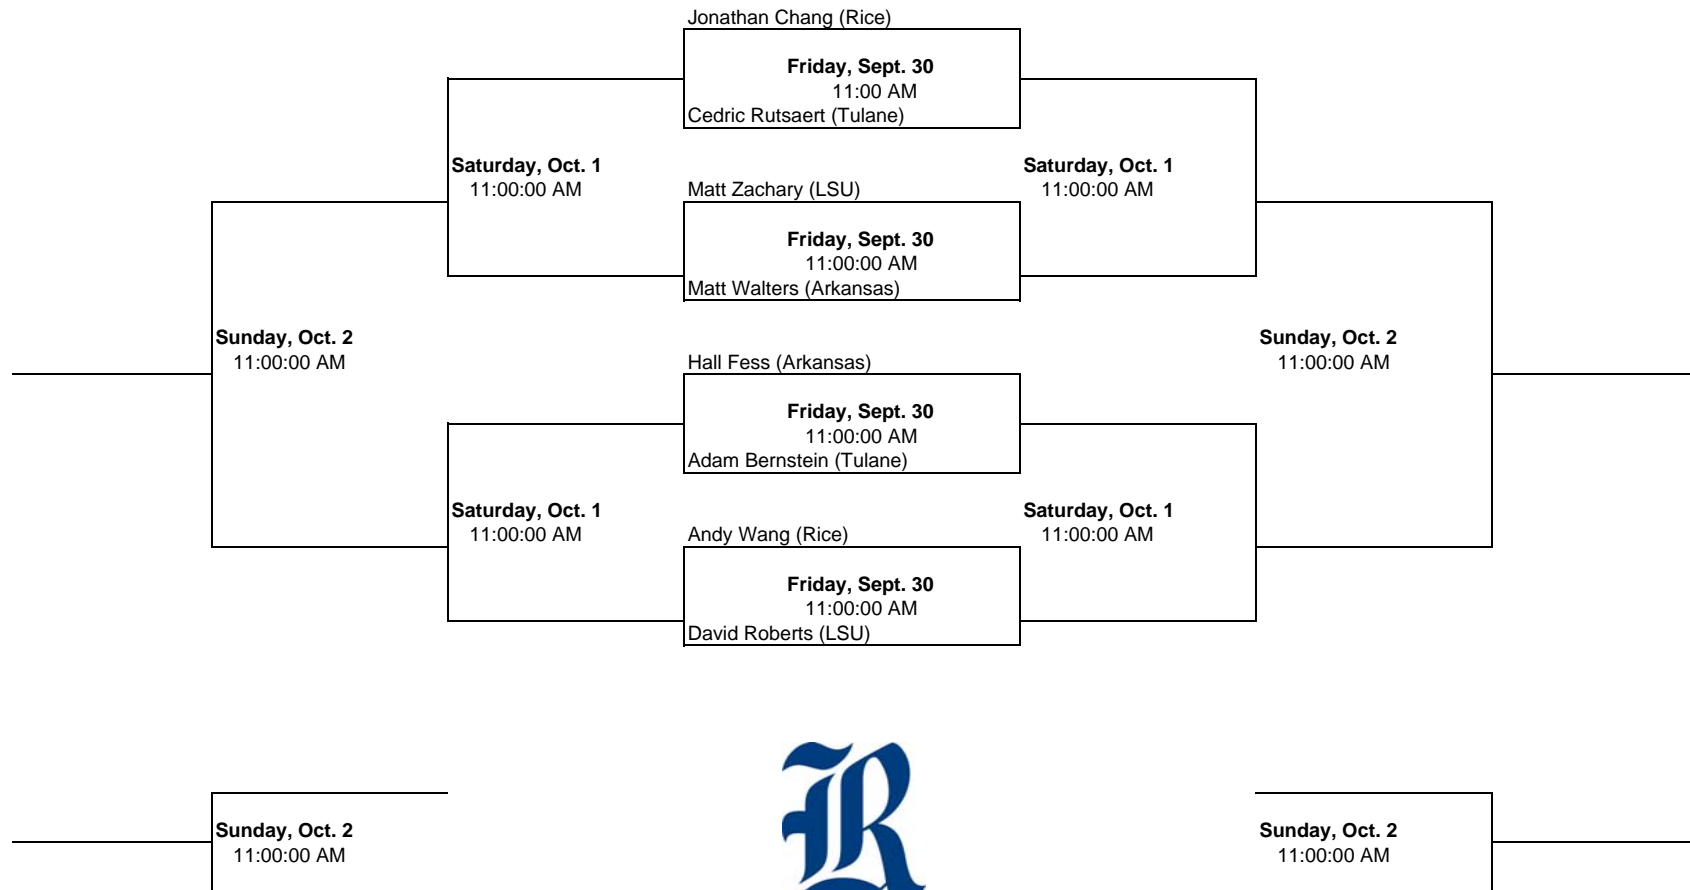 Jonathan Chang (Rice)
Friday, Sept. 30
11:00 AM
Cedric Rutsaert (Tulane)
Saturday, Oct. 1
Saturday, Oct. 1
11:00:00 AM
Matt Zachary (LSU)
11:00:00 AM
Friday, Sept. 30
11:00:00 AM
Matt Walters (Arkansas)
Sunday, Oct. 2
Sunday, Oct. 2
11:00:00 AM
Hall Fess (Arkansas)
11:00:00 AM
Friday, Sept. 30
11:00:00 AM
Adam Bernstein (Tulane)
Saturday, Oct. 1
Saturday, Oct. 1
11:00:00 AM
Andy Wang (Rice)
11:00:00 AM
Friday, Sept. 30
11:00:00 AM
David Roberts (LSU)
R
Sunday, Oct. 2
Sunday, Oct. 2
11:00:00 AM
11:00:00 AM